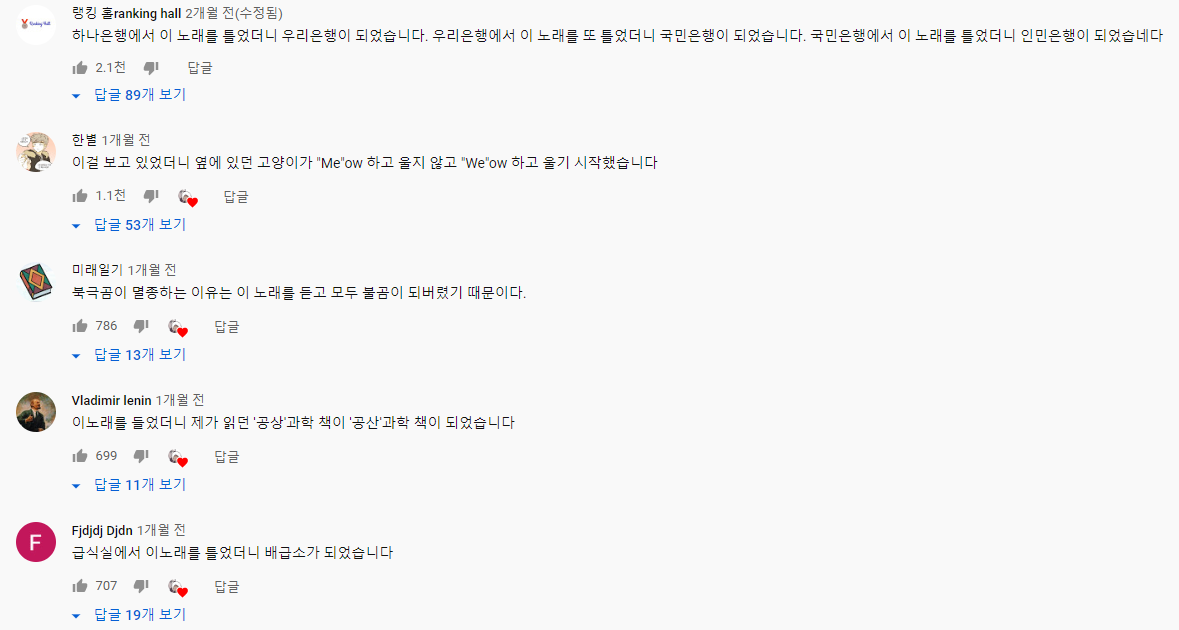 랭킹 홀ranking hall 2개월 전(수정됨)
하나은행에서 이 노래를 틀었더니 우리은행이 되었습니다. 우리은행에서 이 노래를 또 틀었더니 국민은행이 되었습니다. 국민은행에서 이 노래를 틀었더니 인민은행이 되었습네다
2.1천 답글
답글 89개 보기
한별 1개월 전
이걸 보고 있었더니 옆에 있던 고양이가 "Me"ow 하고 울지 않고 "We"ow 하고 울기 시작했습니다
1.1천 답글
답글 53개 보기
미래일기 1개월 전
북극곰이 멸종하는 이유는 이 노래를 듣고 모두 불곰이 되버렸기 때문이다.
786 답글
답글 13개 보기
Vladimir lenin 1개월 전
이노래를 들었더니 제가 읽던 '공상'과학 책이 '공산'과학 책이 되었습니다
699 답글
답글 11개 보기
F
Fjdjdj Djdn 1개월 전
급식실에서 이노래를 틀었더니 배급소가 되었습니다
707 답글
답글 19개 보기